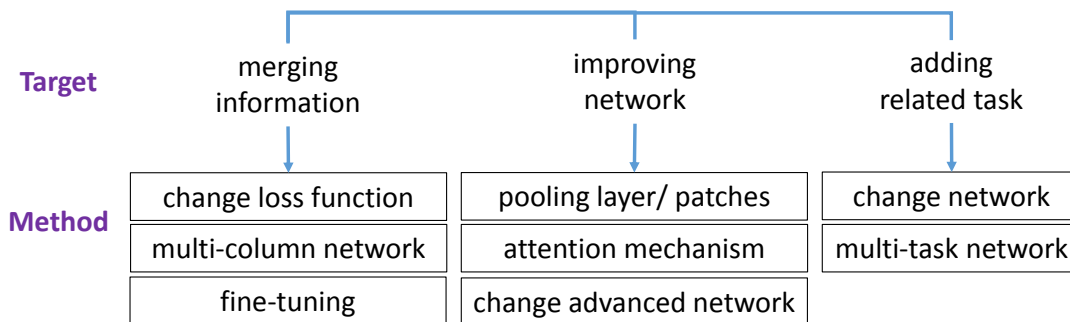 Target
merging
information
improving
network
adding
related task
Method
change loss function
multi-column network
fine-tuning
pooling layer/ patches
attention mechanism
change advanced network
change network
multi-task network